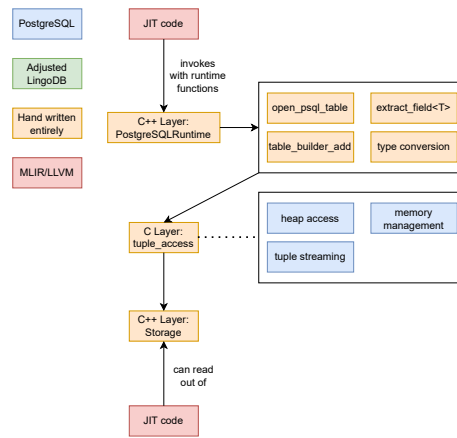 PostgreSQL
Adjusted
LingoDB
Hand written
entirely
MLIR/LLVM
JIT code
invokes
with runtime
functions
C++ Layer:
PostgreSQLRuntime
open_psql_table
extract_field<T>
table_builder_add
type conversion
C Layer:
tuple_access
heap access
memory
management
tuple streaming
C++ Layer:
Storage
can read
out of
JIT code